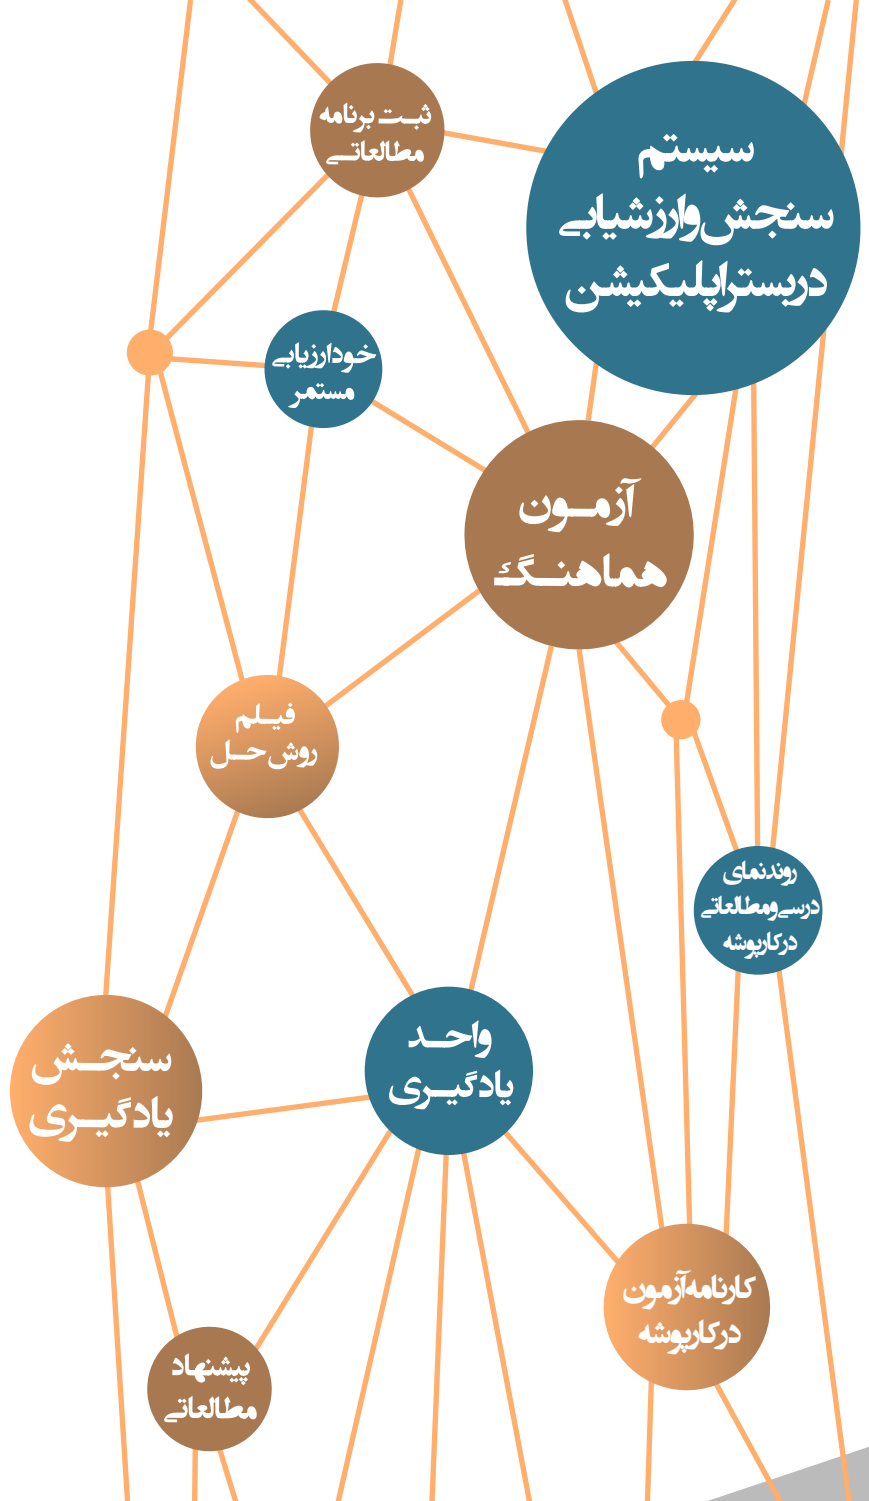 ثبت برنامه
مطالعاتی
سیستم
سنجش و ارزشیابی
در بستر اپلیکیشن
خودارزیابی
مستمر
آزمون
هماهنگ
فیلم
روش حل
روندنمای
درسی و مطالعاتی
در کارپوشه
واحد
یادگیری
سنجش
یادگیری
کارنامه آزمون
در کارپوشه
پیشنهاد
مطالعاتی